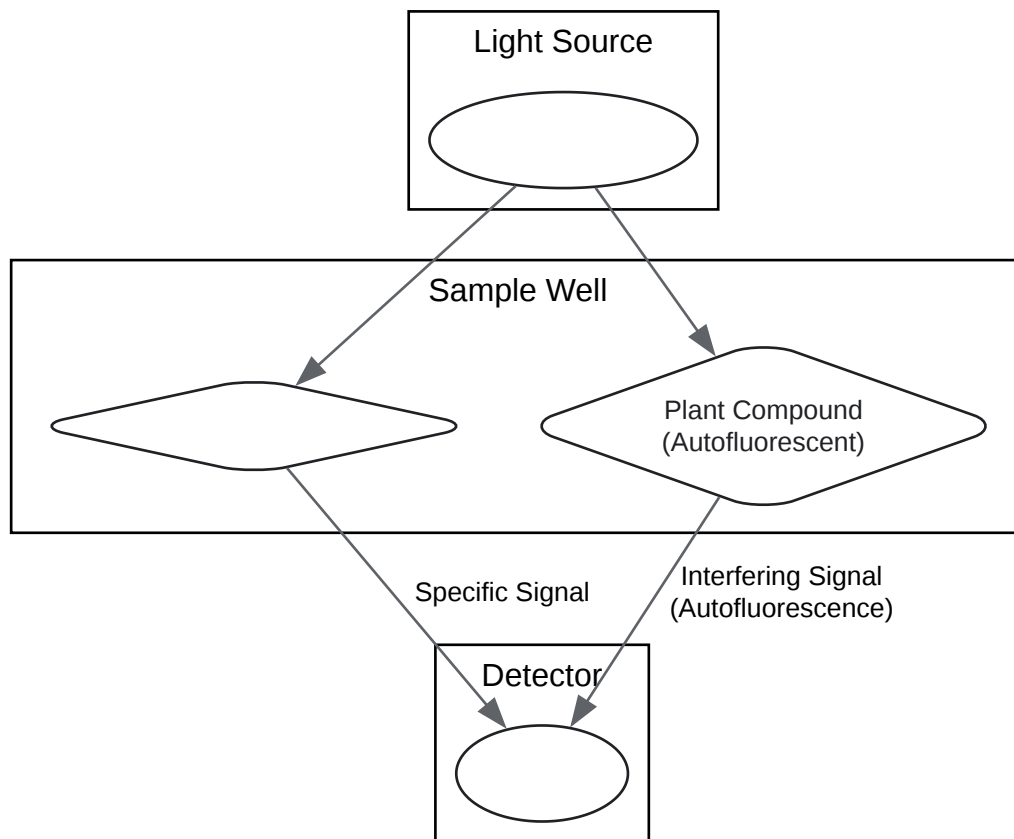 Light Source
Sample Well
Plant Compound
(Autofluorescent)
Specific Signal
Interfering Signal
(Autofluorescence)
Detector